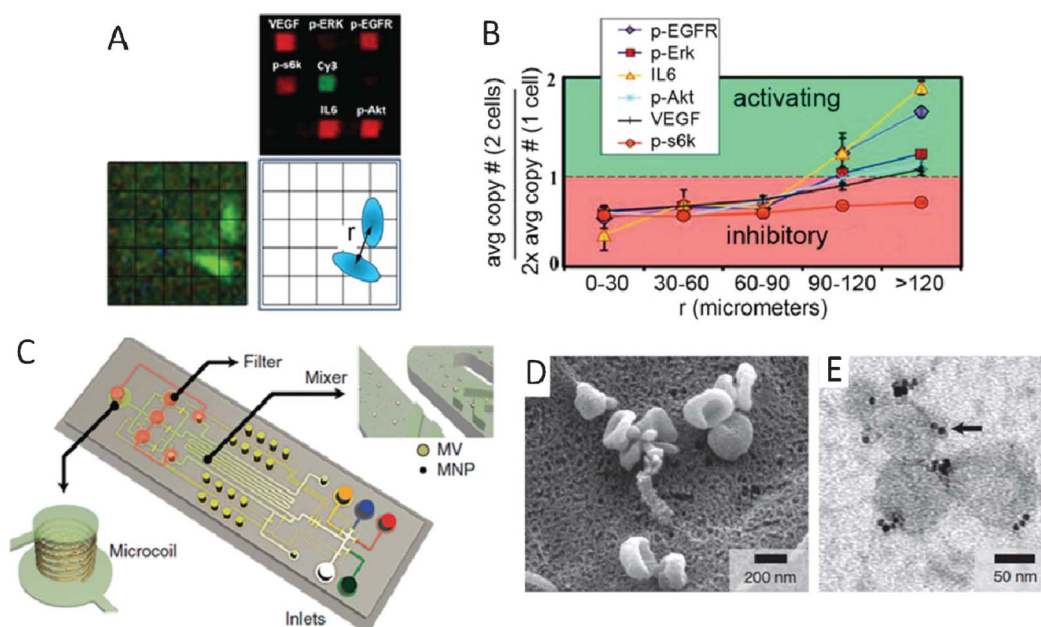 A
VEGF p-ERK p-EGFR
p-s6k Cy3
IL6 p-Akt
r
B
p-EGFR
p-Erk
IL6
p-Akt
VEGF
p-s6k
avg copy # (2 cells)
2x avg copy # (1 cell)
2
1
0
activating
inhibitory
0-30 30-60 60-90 90-120 >120
r (micrometers)
C
Filter
Mixer
MV
MNP
Microcoil
Inlets
D
200 nm
E
50 nm